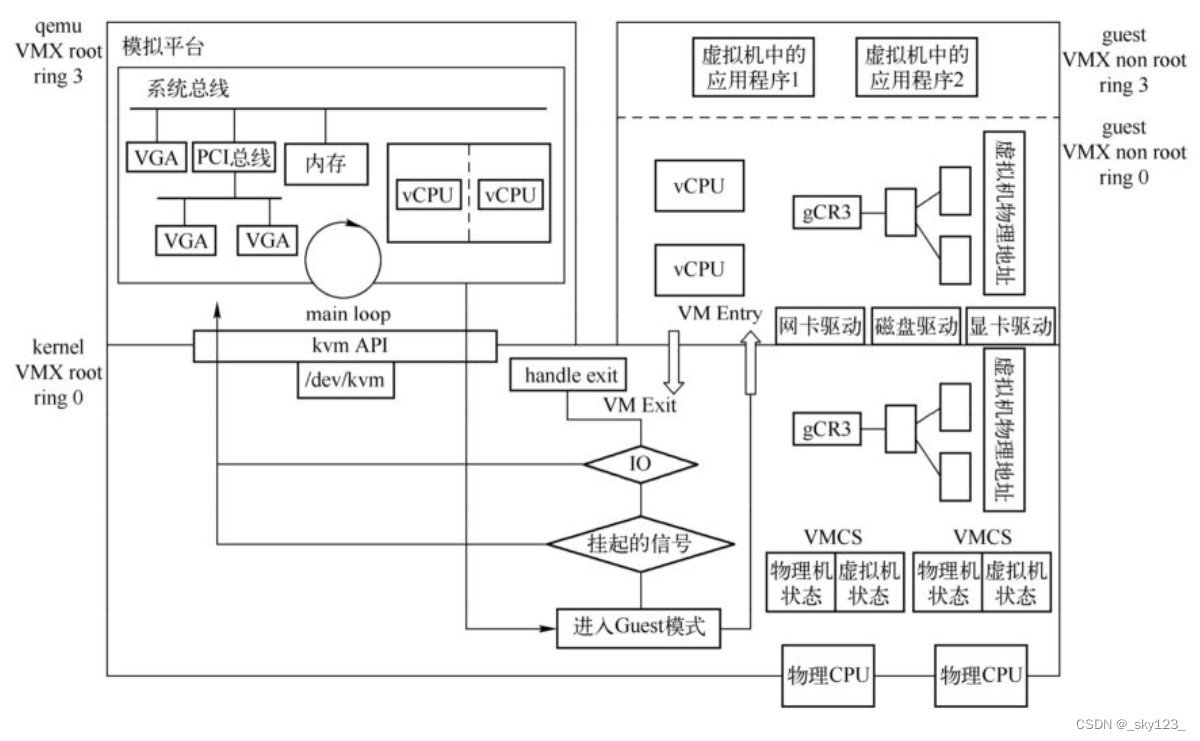 qemu
VMX root
ring 3
模拟平台
系统总线
VGA
PCI总线
内存
vCPU
vCPU
VGA
VGA
main loop
虚拟机中的
应用程序1
虚拟机中的
应用程序2
guest
VMX non root
ring 3
guest
VMX non root
ring 0
vCPU
vCPU
gCR3
虚拟机物理地址
VM Entry
网卡驱动
磁盘驱动
显卡驱动
kernel
VMX root
ring 0
kvm API
/dev/kvm
handle exit
VM Exit
IO
挂起的信号
进入Guest模式
gCR3
虚拟机物理地址
VMCS
VMCS
物理机
状态
虚拟机
状态
物理机
状态
虚拟机
状态
物理CPU
物理CPU
CSDN @_sky123_